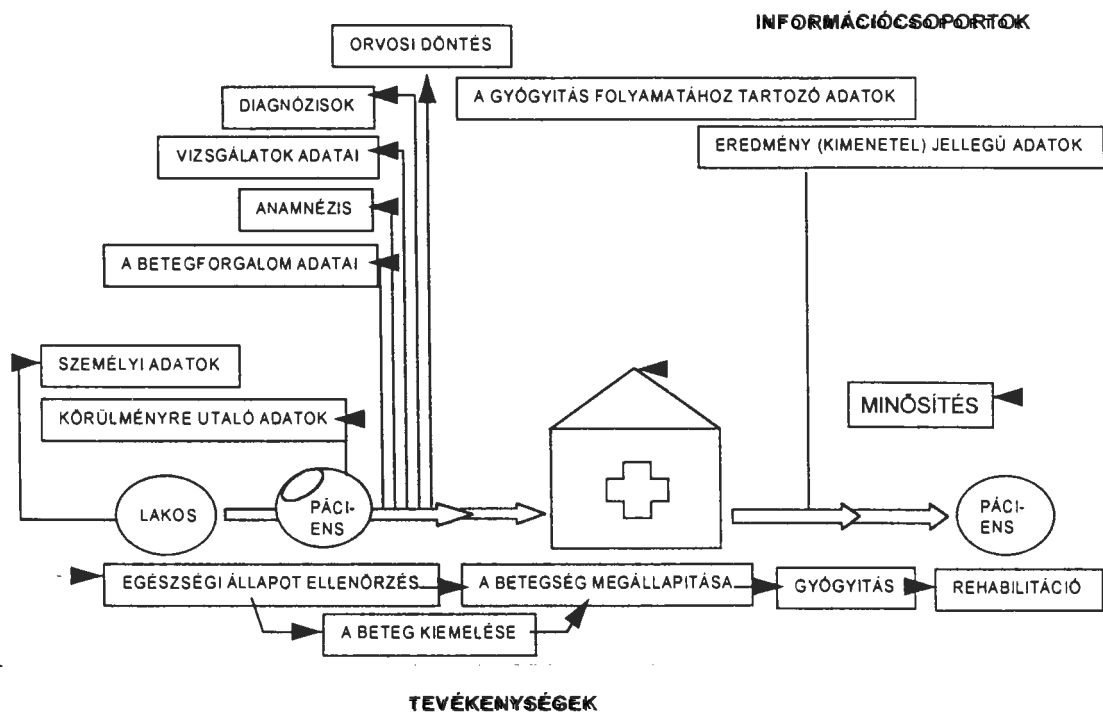 INFORMÁCIÓCSOPORTOK
ORVOSI DÖNTÉS
DIAGNÓZISOK
A GYÓGYITÁS FOLYAMATÁHOZ TARTOZÓ ADATOK
VIZSGÁLATOK ADATAI
EREDMÉNY (KIMENETEL) JELLEGÜ ADATOK
ANAMNÉZIS
A BETEGFORGALOM ADATAI
SZEMÉLYI ADATOK
KÖRÜLMÉNYRE UTALÓ ADATOK
MINŐSÍTÉS
LAKOS
PÁCI-
ENS
PÁCI-
ENS
EGÉSZSÉGI ÁLLAPOT ELLENÖRZÉS
A BETEGSÉG MEGÁLLAPITÁSA
GYÓGYITÁS
REHABILITÁCIÓ
A BETEG KIEMELÉSE
TEVÉKENYSÉGEK